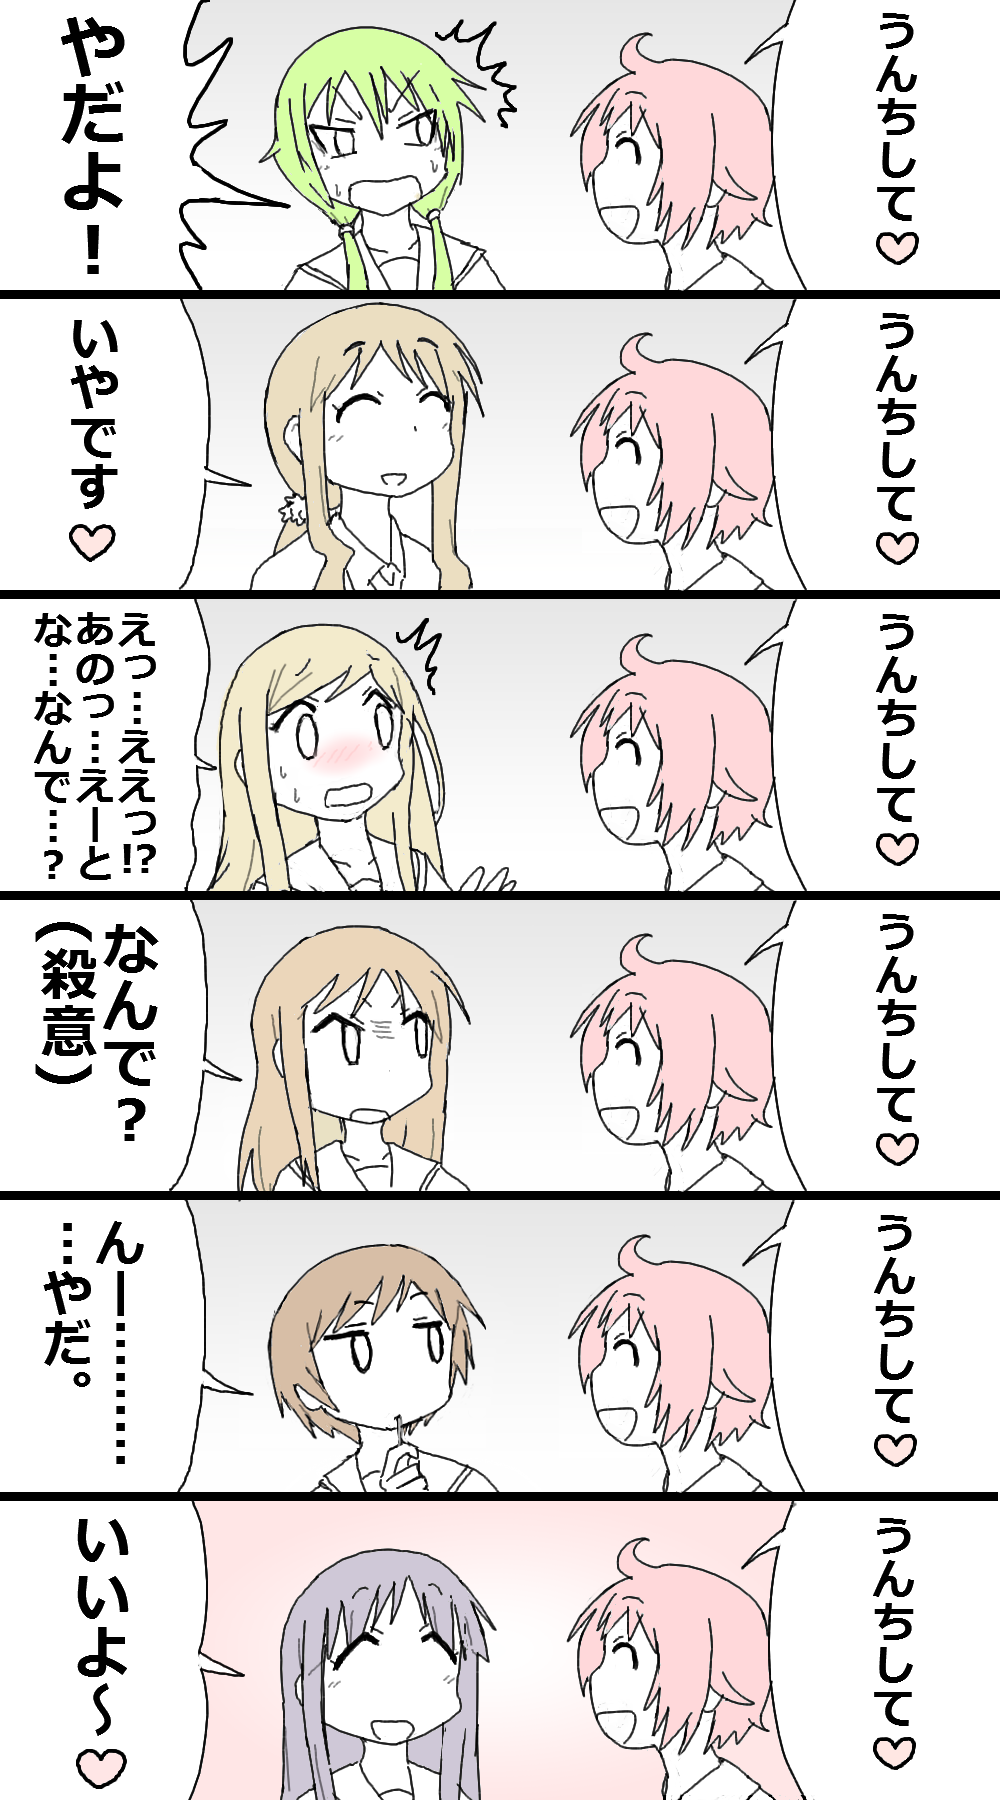 うんちして♡
やだよ！
うんちして♡
いやです♡
うんちして♡
えっ…ええっ!?
あのっ…えーと
な…なんで…?
うんちして♡
なんで?
(殺意)
うんちして♡
んー…………
…やだ。
うんちして♡
いいよ～♡